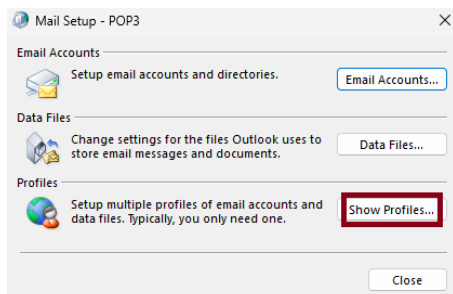 Mail Setup - POP3
Email Accounts
Setup email accounts and directories.
Email Accounts...
Data Files
Change settings for the files Outlook uses to
store email messages and documents.
Data Files...
Profiles
Setup multiple profiles of email accounts and
data files. Typically, you only need one.
Show Profiles...
Close